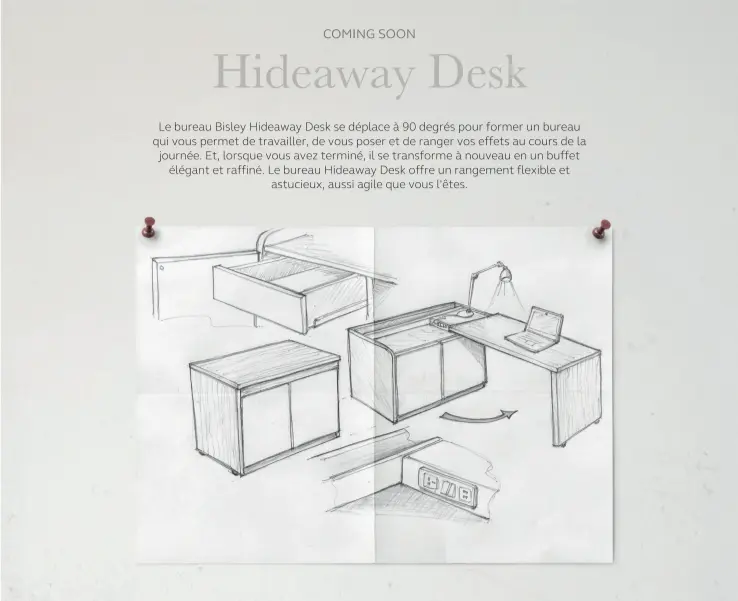 COMING SOON
Hideaway Desk
Le bureau Bisley Hideaway Desk se déplace à 90 degrés pour former un bureau
qui vous permet de travailler, de vous poser et de ranger vos effets au cours de la
journée. Et, lorsque vous avez terminé, il se transforme à nouveau en un buffet
élégant et raffiné. Le bureau Hideaway Desk offre un rangement flexible et
astucieux, aussi agile que vous l'êtes.